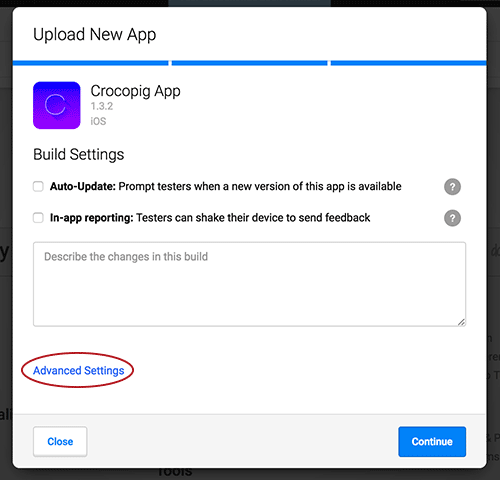 Upload New App
Crocopig App
1.3.2
iOS
Build Settings
Auto-Update: Prompt testers when a new version of this app is available
?
In-app reporting: Testers can shake their device to send feedback
?
Describe the changes in this build
Advanced Settings
Close
Continue
Tools